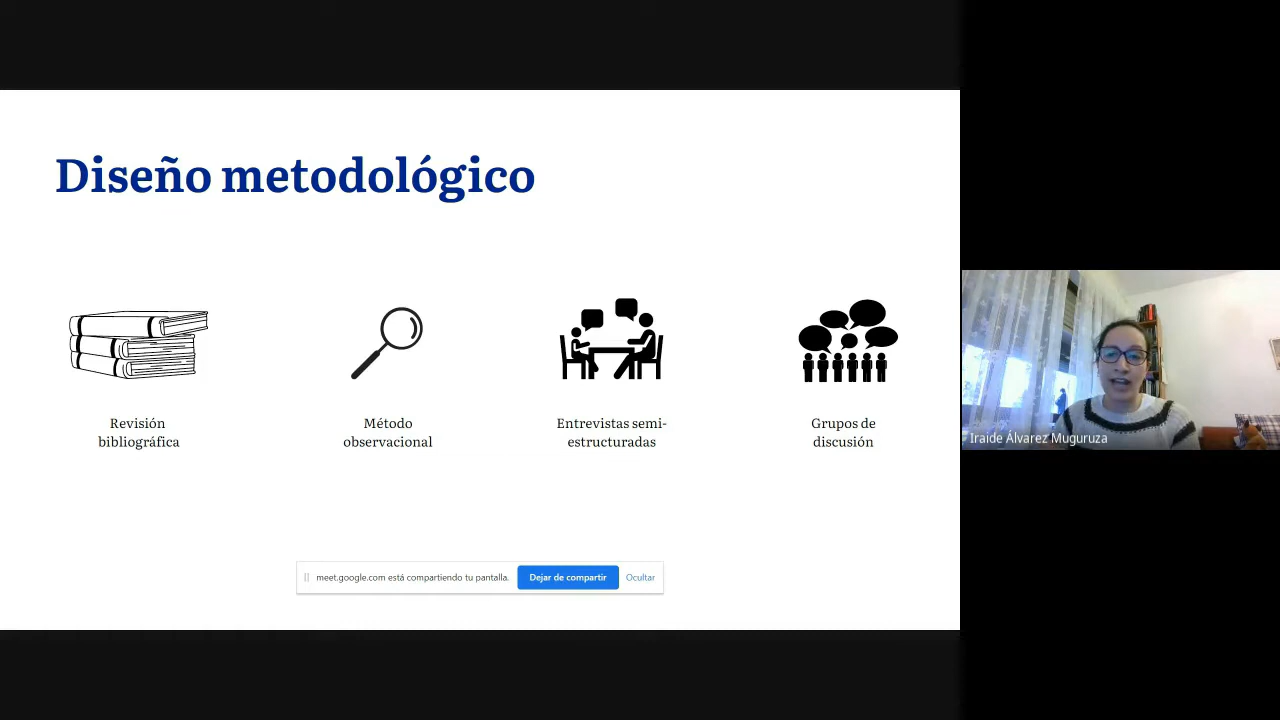 Diseño metodológico
Revisión
bibliográfica
Método
observacional
Entrevistas semi-
estructuradas
Grupos de
discusión
meet.google.com está compartiendo tu pantalla.
Dejar de compartir
Ocultar
Iraide Álvarez Muguruza